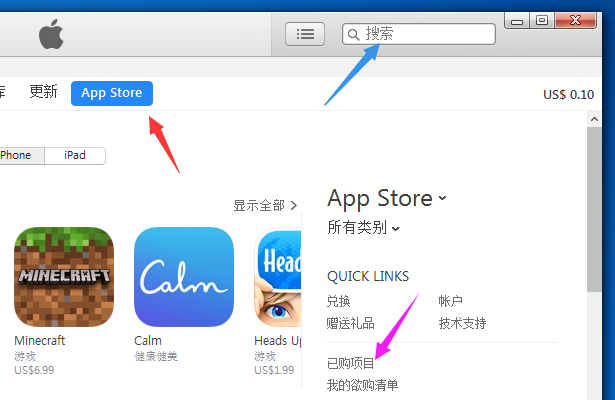 搜索
更新
App Store
US$ 0.10
Phone
iPad
显示全部
App Store
所有类别
MINECRAFT
Calm
Head
QUICK LINKS
兑换 帐户
赠送礼品 技术支持
Minecraft
游戏
US$6.99
Calm
健康健美
Heads Up
游戏
US$1.99
已购项目
我的欲购清单